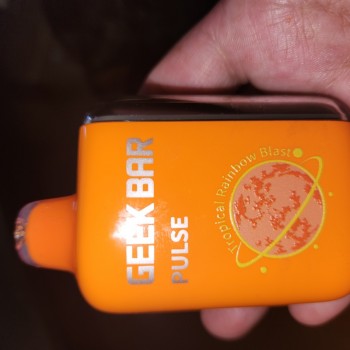 GEEK BAR
PULSE
Tropical Rainbow Blast